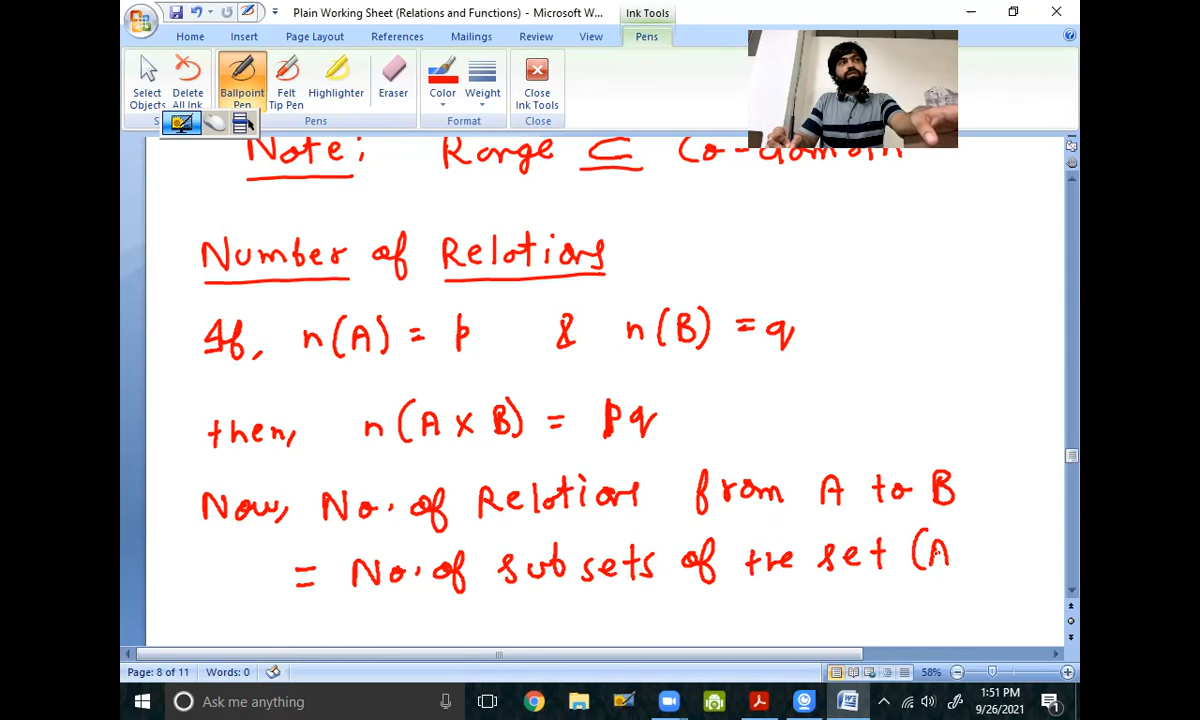 Plain Working Sheet (Relations and Functions) - Microsoft W...
Ink Tools
Home Insert Page Layout References Mailings Review View Pens
Select Objects
Delete All Ink
Ballpoint Pen
Felt Tip Pen
Highlighter
Eraser
Color
Weight
Close Ink Tools
Pens
Format
Close
Note: Range ⊆ Co-domain
Number of Relations
If, n(A) = p & n(B) = q
then, n(A × B) = pq
Now, No. of Relations from A to B
= No. of subsets of the set (A
Page: 8 of 11 Words: 0 58%
Ask me anything
1:51 PM
9/26/2021